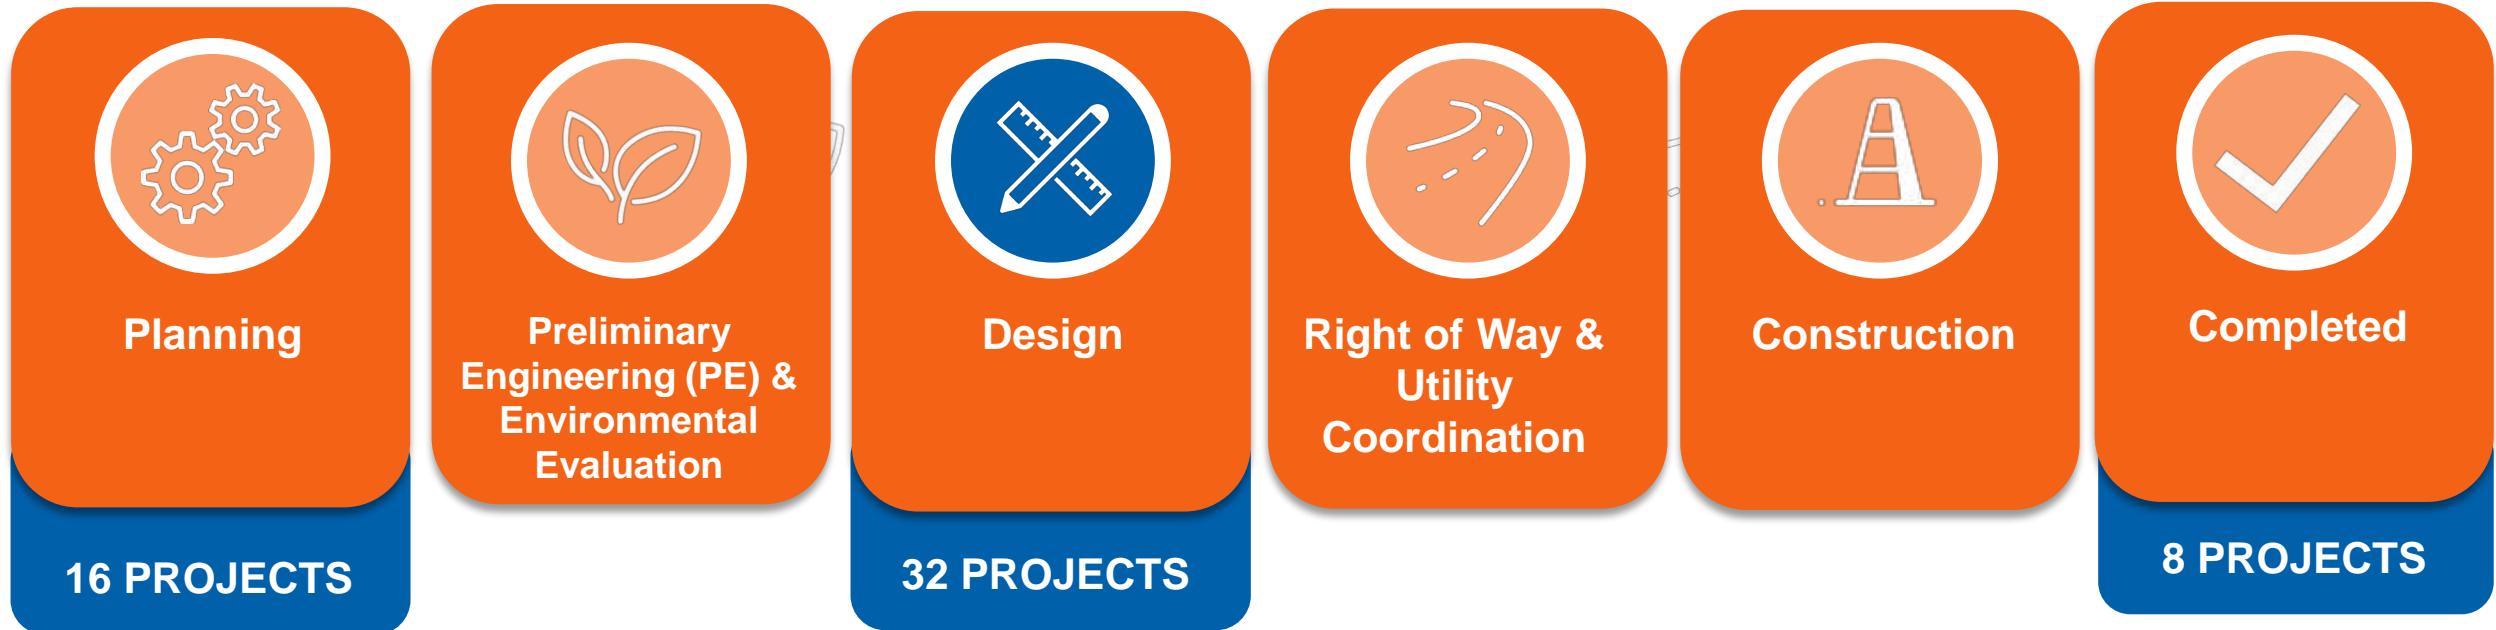 Planning
16 PROJECTS
Preliminary
Engineering (PE) &
Environmental
Evaluation
Design
32 PROJECTS
Right of Way &
Utility
Coordination
Construction
Completed
8 PROJECTS